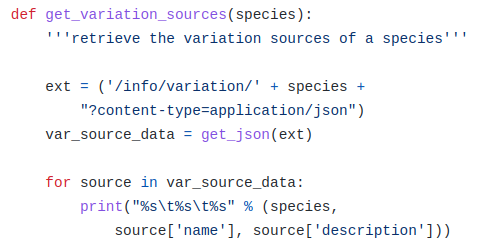 def get_variation_sources(species):
    '''retrieve the variation sources of a species'''

    ext = ('/info/variation/' + species +
        "?content-type=application/json")
    var_source_data = get_json(ext)

    for source in var_source_data:
        print("%s\t%s\t%s" % (species,
            source['name'], source['description']))